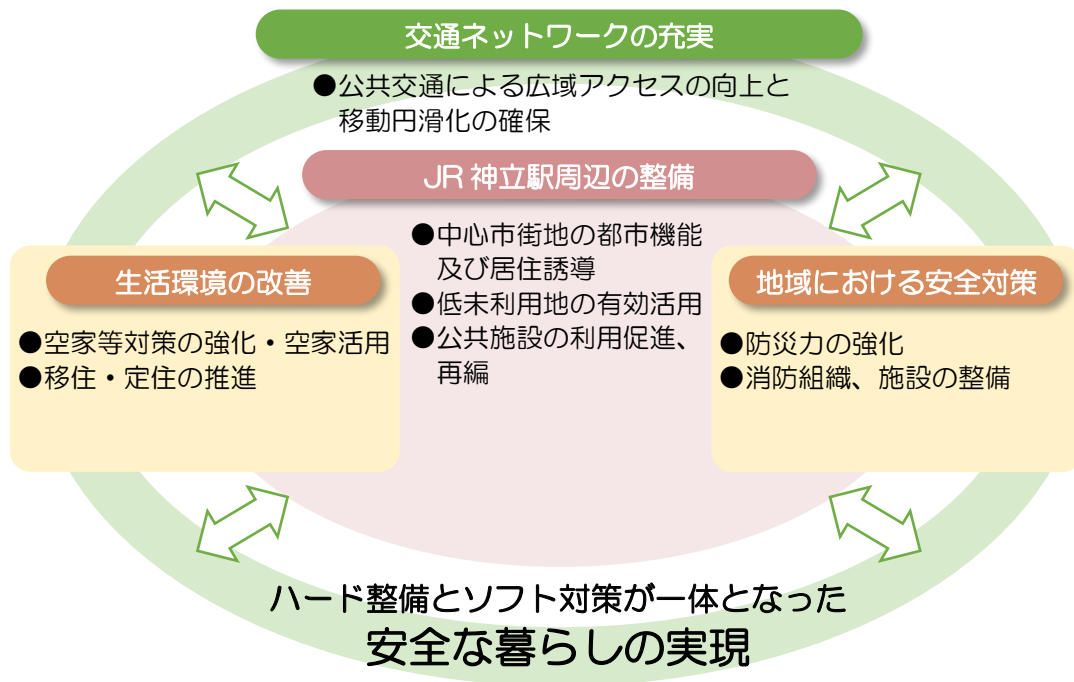 交通ネットワークの充実
●公共交通による広域アクセスの向上と
移動円滑化の確保
JR 神立駅周辺の整備
●中心市街地の都市機能
及び居住誘導
●低未利用地の有効活用
●公共施設の利用促進、
再編
生活環境の改善
●空家等対策の強化・空家活用
●移住・定住の推進
地域における安全対策
●防災力の強化
●消防組織、施設の整備
ハード整備とソフト対策が一体となった
安全な暮らしの実現